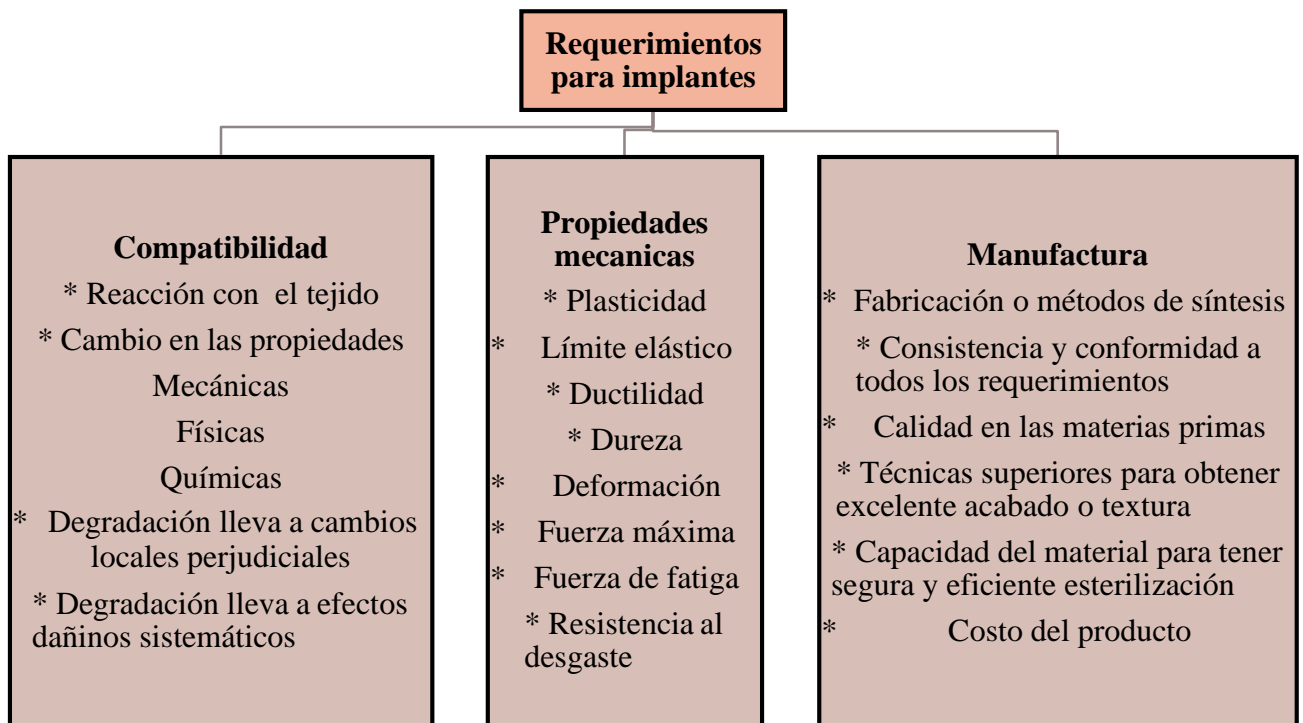 Requerimientos
para implantes
Compatibilidad
* Reacción con el tejido
* Cambio en las propiedades
Mecánicas
Físicas
Químicas
* Degradación lleva a cambios
locales perjudiciales
* Degradación lleva a efectos
dañinos sistemáticos
Propiedades
mecanicas
* Plasticidad
* Límite elástico
* Ductilidad
* Dureza
* Deformación
* Fuerza máxima
* Fuerza de fatiga
* Resistencia al
desgaste
Manufactura
* Fabricación o métodos de síntesis
* Consistencia y conformidad a
todos los requerimientos
* Calidad en las materias primas
* Técnicas superiores para obtener
excelente acabado o textura
* Capacidad del material para tener
segura y eficiente esterilización
* Costo del producto